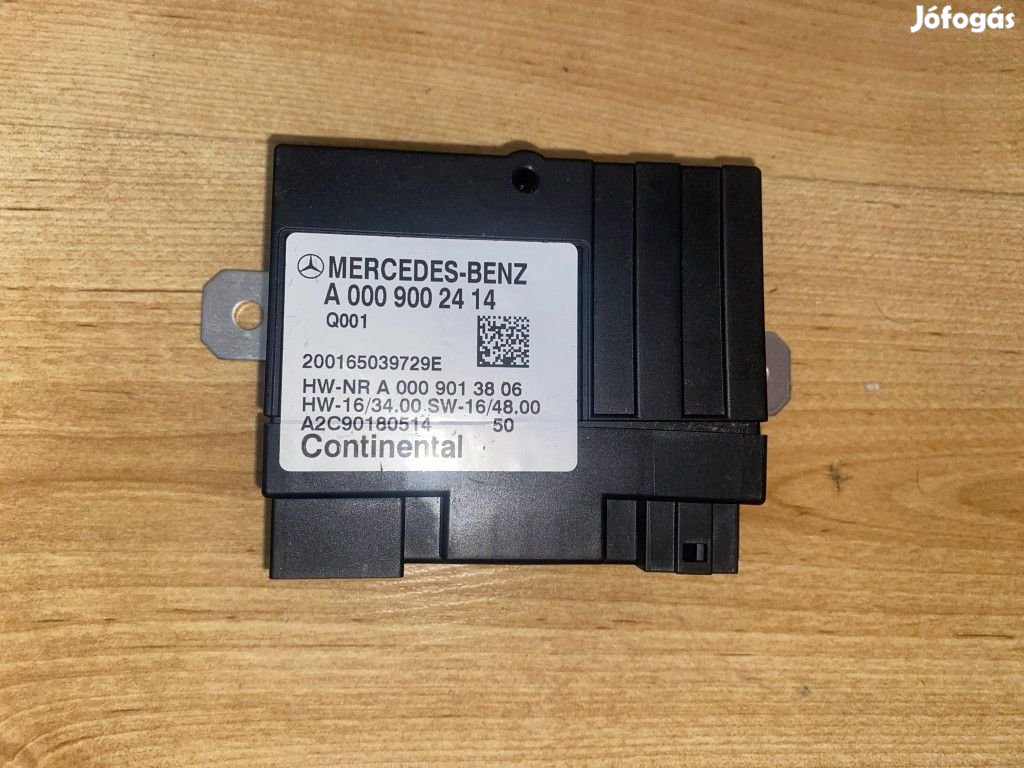 Jófogás
MERCEDES-BENZ
A 000 900 24 14
Q001
200165039729E
HW-NR A 000 901 38 06
HW-16/34.00 SW-16/48.00
A2C90180514 50
Continental